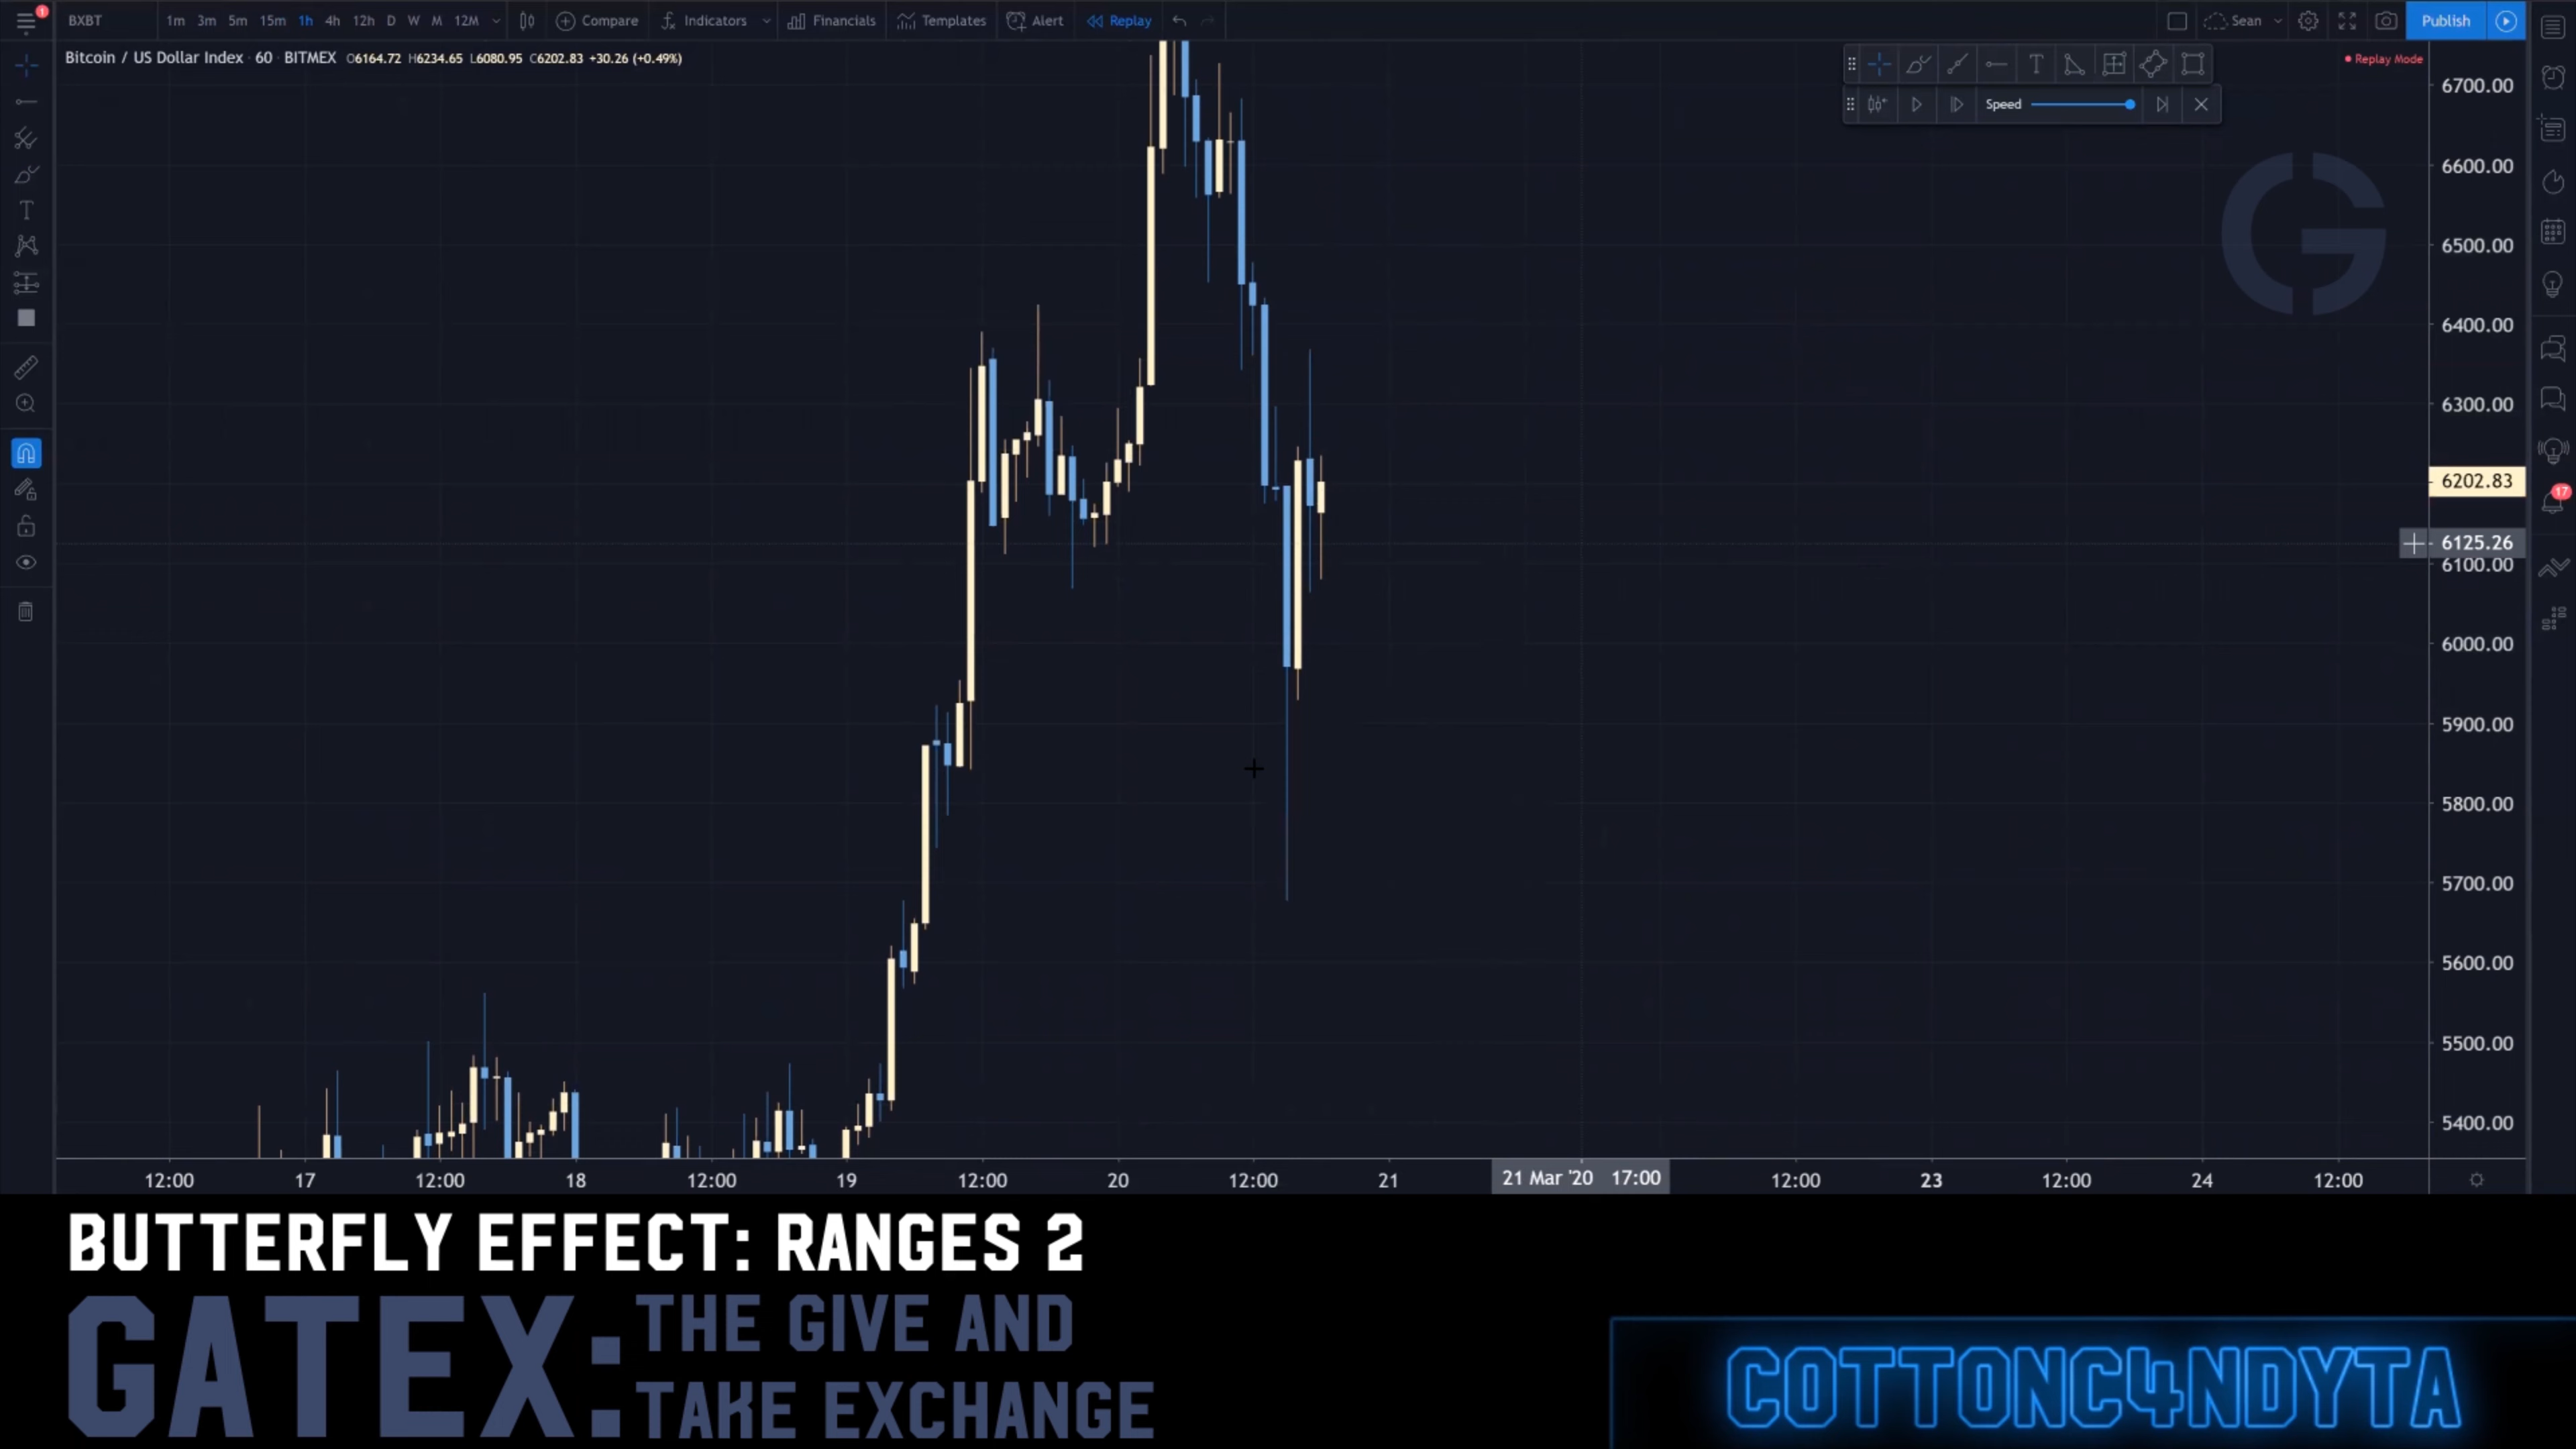 1
BXBT 1m 3m 5m 15m 1h 4h 12h D W M 12M Compare Indicators Financials Templates Alert Replay Sean Publish
Bitcoin / US Dollar Index · 60 · BITMEX O6164.72 H6234.65 L6080.95 C6202.83 +30.26 (+0.49%)
Replay Mode
Speed
6700.00
6600.00
6500.00
6400.00
6300.00
6202.83
17
6125.26
6100.00
6000.00
5900.00
5800.00
5700.00
5600.00
5500.00
5400.00
12:00 17 12:00 18 12:00 19 12:00 20 12:00 21 21 Mar '20 17:00 12:00 23 12:00 24 12:00
BUTTERFLY EFFECT: RANGES 2
GATEX: THE GIVE AND
TAKE EXCHANGE
COTTONC4NDYTA